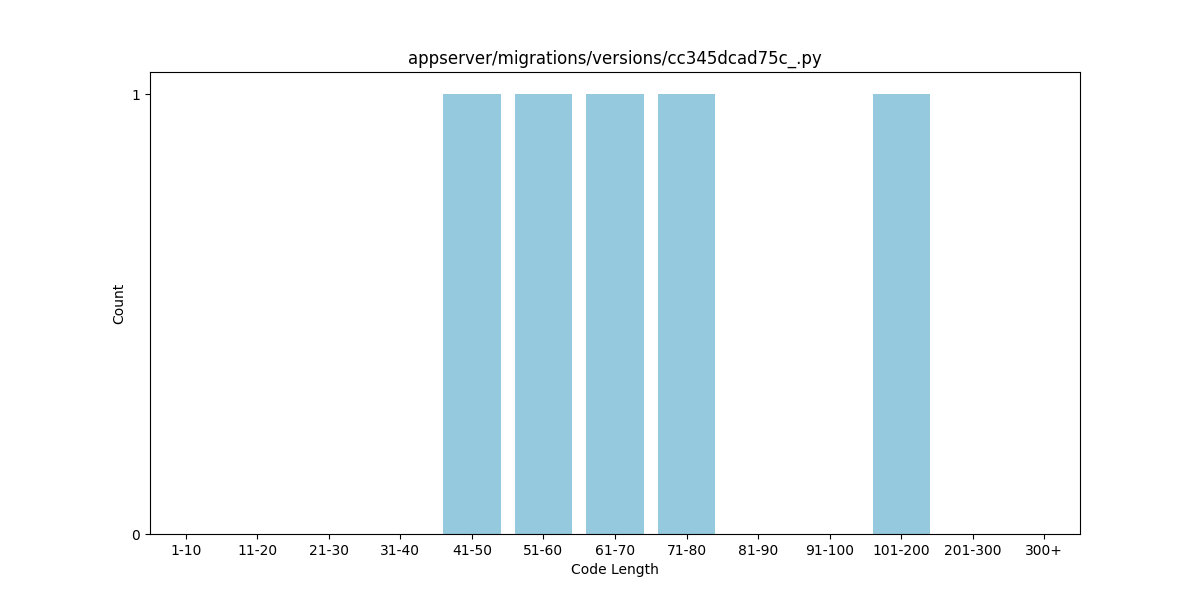 appserver/migrations/versions/cc345dcad75c_.py
1
Count
0
1-10 11-20 21-30 31-40 41-50 51-60 61-70 71-80 81-90 91-100 101-200 201-300 300+
Code Length